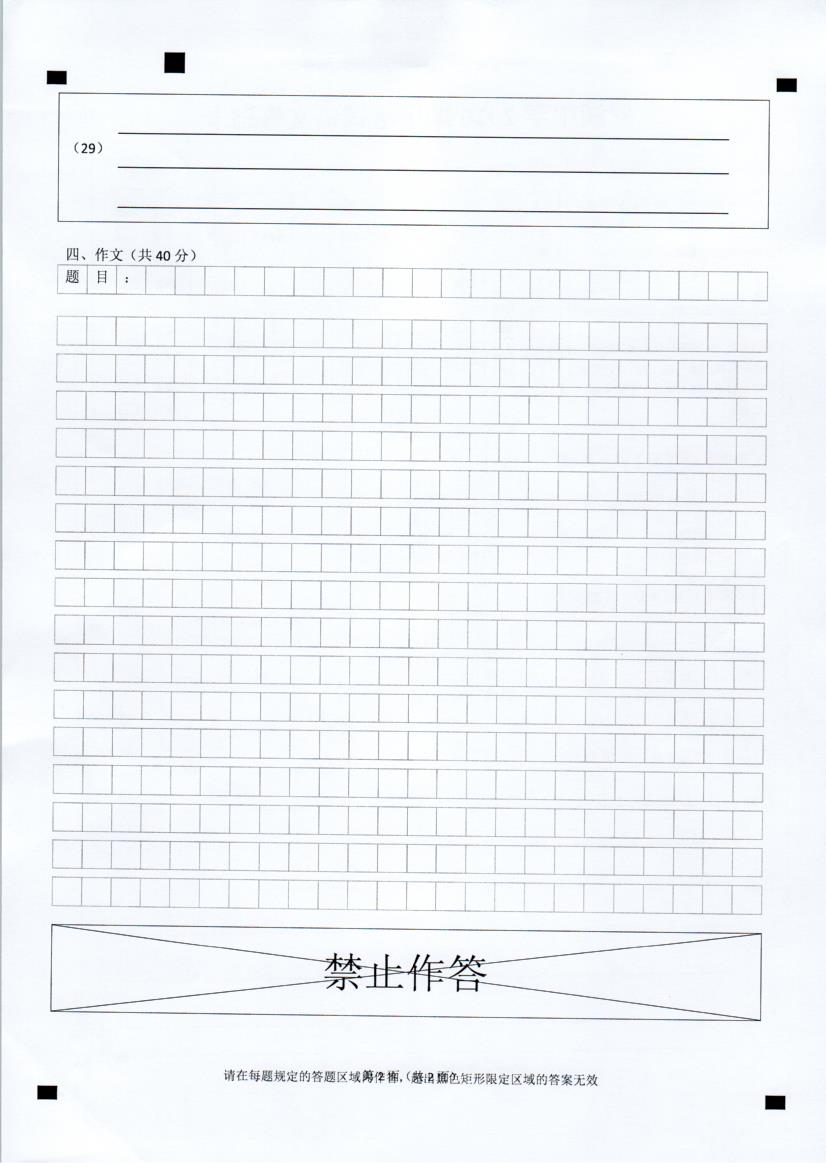 （29）
四、作文（共 40 分）
题目：
禁止作答
请在每题规定的答题区域内作答，超出黑色矩形限定区域的答案无效
第 2 页（共 2 页）